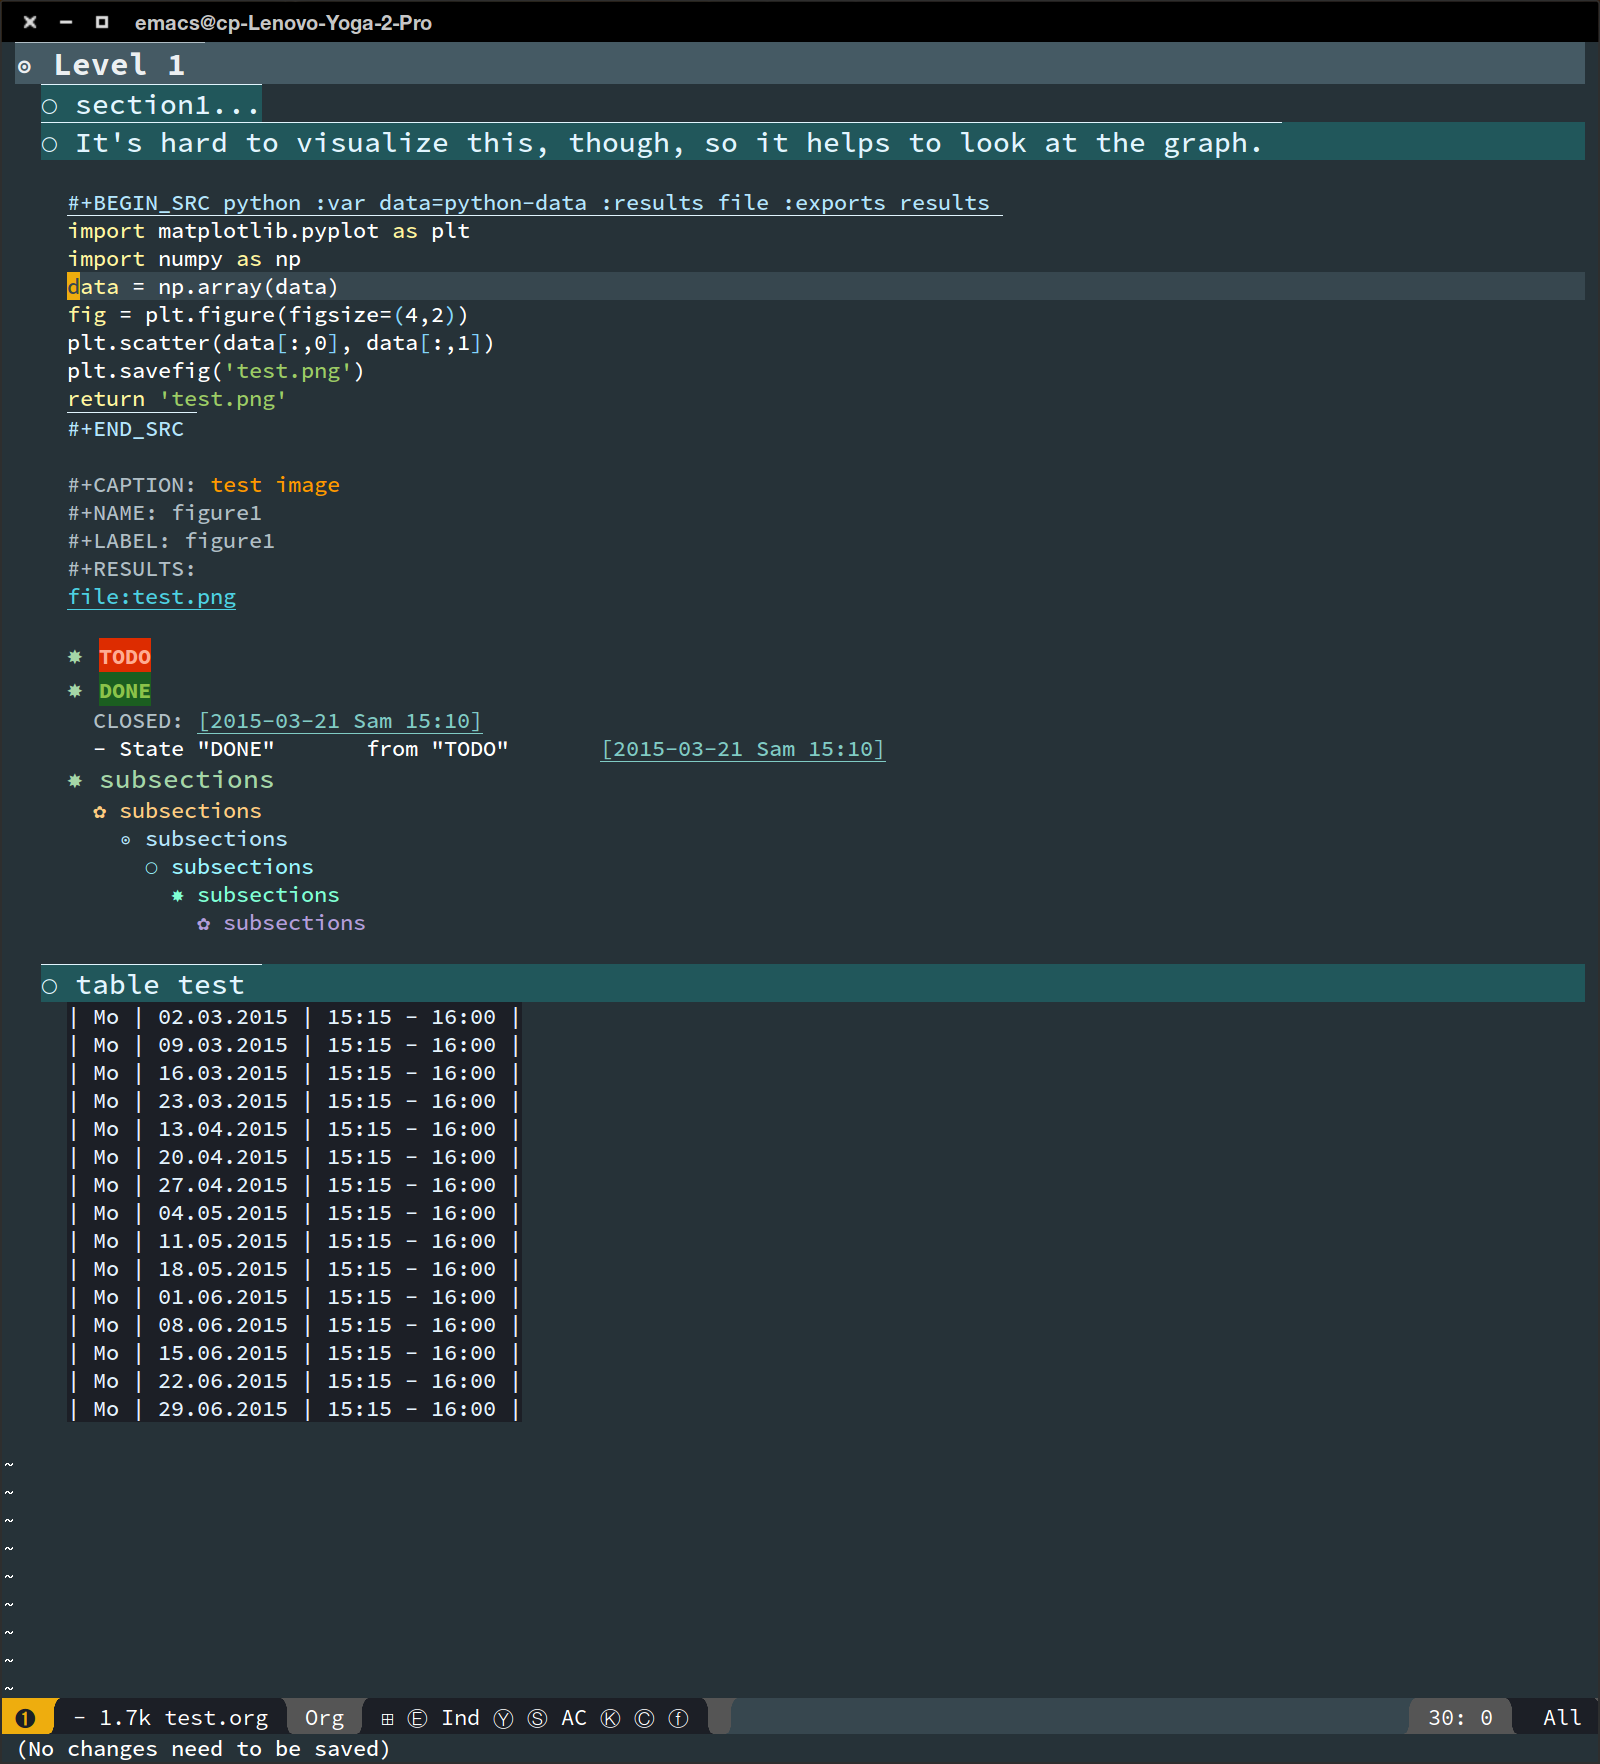 emacs@cp-Lenovo-Yoga-2-Pro
Level 1
section1...
It's hard to visualize this, though, so it helps to look at the graph.
#+BEGIN_SRC python :var data=python-data :results file :exports results
import matplotlib.pyplot as plt
import numpy as np
data = np.array(data)
fig = plt.figure(figsize=(4,2))
plt.scatter(data[:,0], data[:,1])
plt.savefig('test.png')
return 'test.png'
#+END_SRC
#+CAPTION: test image
#+NAME: figure1
#+LABEL: figure1
#+RESULTS:
file:test.png
TODO
DONE
CLOSED: [2015-03-21 Sam 15:10]
- State "DONE"       from "TODO"       [2015-03-21 Sam 15:10]
subsections
subsections
subsections
subsections
subsections
subsections
table test
| Mo | 02.03.2015 | 15:15 - 16:00 |
| Mo | 09.03.2015 | 15:15 - 16:00 |
| Mo | 16.03.2015 | 15:15 - 16:00 |
| Mo | 23.03.2015 | 15:15 - 16:00 |
| Mo | 13.04.2015 | 15:15 - 16:00 |
| Mo | 20.04.2015 | 15:15 - 16:00 |
| Mo | 27.04.2015 | 15:15 - 16:00 |
| Mo | 04.05.2015 | 15:15 - 16:00 |
| Mo | 11.05.2015 | 15:15 - 16:00 |
| Mo | 18.05.2015 | 15:15 - 16:00 |
| Mo | 01.06.2015 | 15:15 - 16:00 |
| Mo | 08.06.2015 | 15:15 - 16:00 |
| Mo | 15.06.2015 | 15:15 - 16:00 |
| Mo | 22.06.2015 | 15:15 - 16:00 |
| Mo | 29.06.2015 | 15:15 - 16:00 |
~
~
~
~
~
~
~
~
~
❶ - 1.7k test.org Org ⊞ Ⓔ Ind Ⓨ Ⓢ AC Ⓚ Ⓒ ⓕ 30: 0 All
(No changes need to be saved)